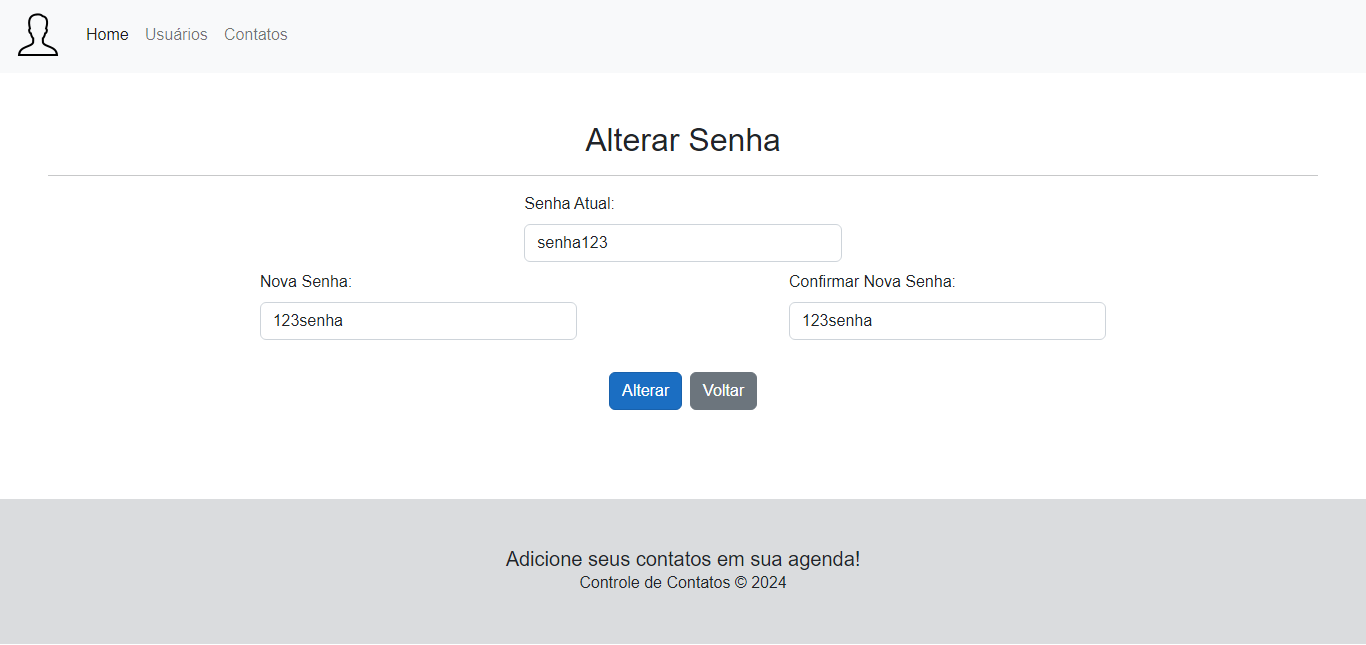 Home Usuários Contatos
Alterar Senha
Senha Atual:
senha123
Nova Senha: Confirmar Nova Senha:
123senha 123senha
Alterar Voltar
Adicione seus contatos em sua agenda!
Controle de Contatos © 2024